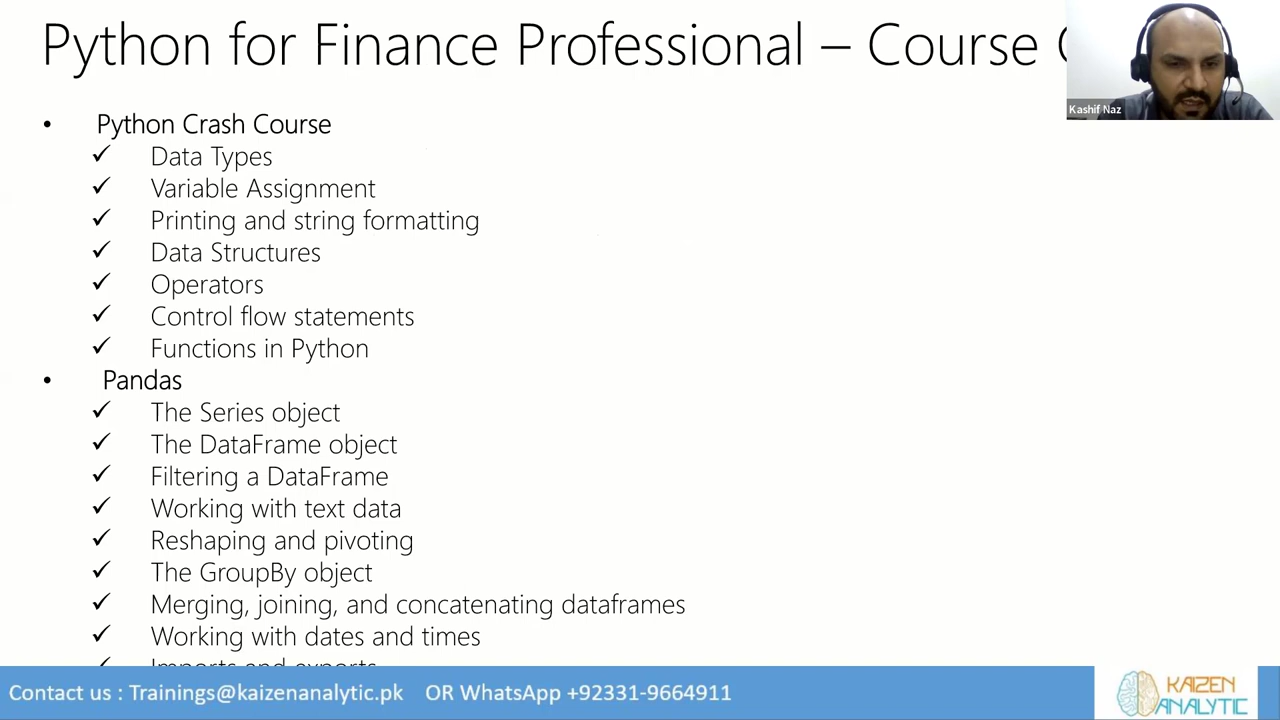 Python for Finance Professional – Course
Kashif Naz
• Python Crash Course
✓ Data Types
✓ Variable Assignment
✓ Printing and string formatting
✓ Data Structures
✓ Operators
✓ Control flow statements
✓ Functions in Python
• Pandas
✓ The Series object
✓ The DataFrame object
✓ Filtering a DataFrame
✓ Working with text data
✓ Reshaping and pivoting
✓ The GroupBy object
✓ Merging, joining, and concatenating dataframes
✓ Working with dates and times
✓ Imports and exports
Contact us : Trainings@kaizenanalytic.pk OR WhatsApp +92331-9664911
KAIZEN
ANALYTIC